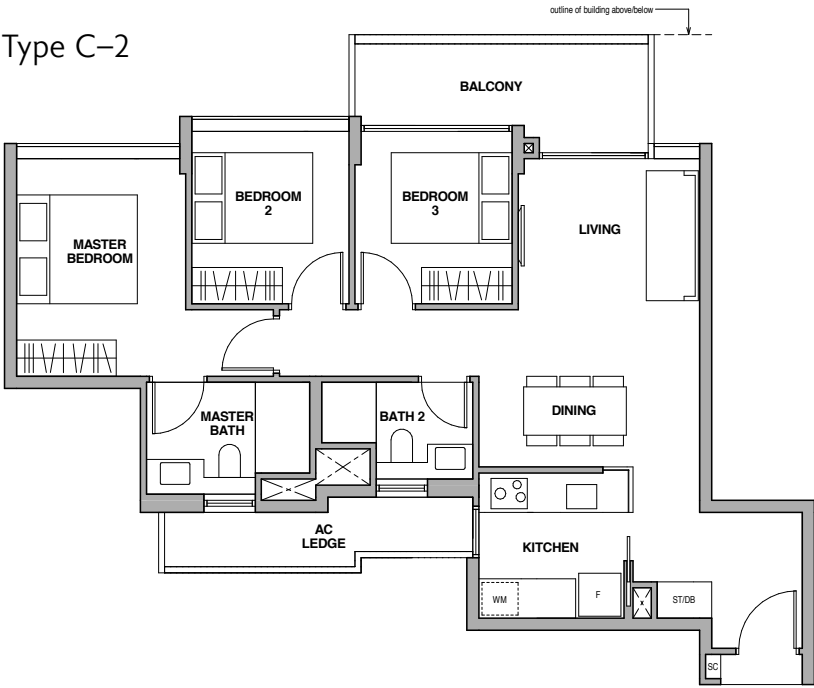 outline of building above/below
Type C–2
BALCONY
BEDROOM
2
BEDROOM
3
LIVING
MASTER
BEDROOM
MASTER
BATH
BATH 2
DINING
AC
LEDGE
KITCHEN
WM
F
ST/DB
SC